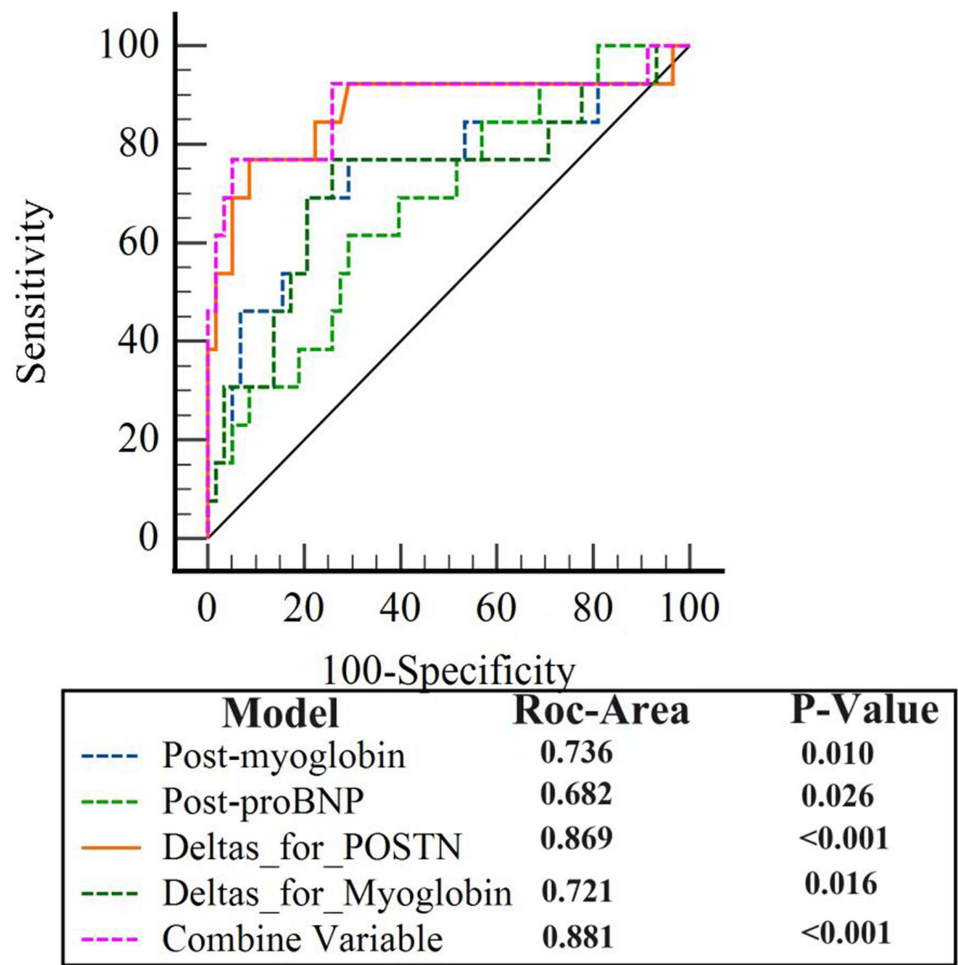 100
80
60
40
20
0
Sensitivity
0 20 40 60 80 100
100-Specificity
Model Roc-Area P-Value
Post-myoglobin 0.736 0.010
Post-proBNP 0.682 0.026
Deltas_for_POSTN 0.869 <0.001
Deltas_for_Myoglobin 0.721 0.016
Combine Variable 0.881 <0.001